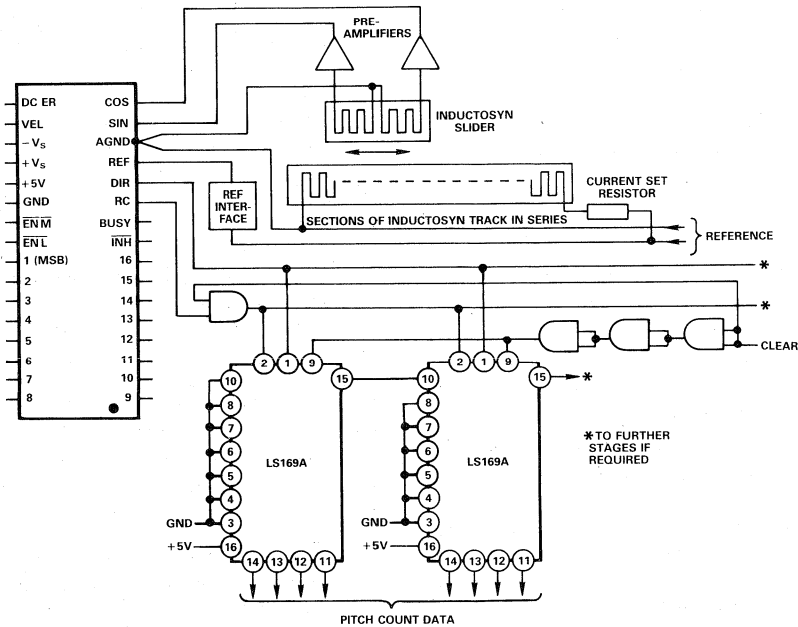 PRE-
AMPLIFIERS
INDUCTOSYN
SLIDER
DC ER COS
VEL SIN
–VS AGND
+VS REF
+5V DIR
GND RC
ENM BUSY
ENL INH
1 (MSB) 16
2 15
3 14
4 13
5 12
6 11
7 10
8 9
REF
INTER-
FACE
CURRENT SET
RESISTOR
SECTIONS OF INDUCTOSYN TRACK IN SERIES
REFERENCE
*
*
CLEAR
2 1 9
15
10
8
7
6
5
4
3
16
LS169A
GND
+5V
14 13 12 11
2 1 9
15
*
10
8
7
6
5
4
3
16
LS169A
GND
+5V
14 13 12 11
*TO FURTHER
STAGES IF
REQUIRED
PITCH COUNT DATA